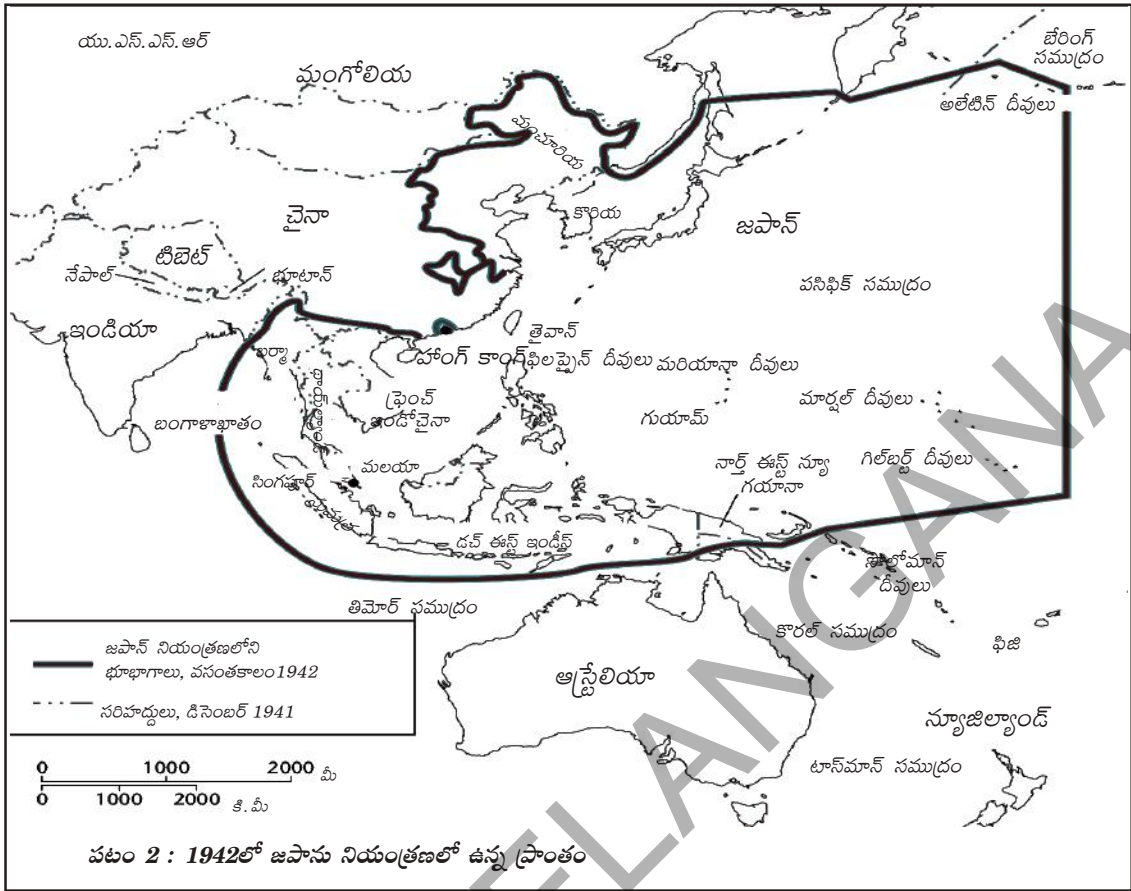 యు.ఎస్.ఎస్.ఆర్
బేరింగ్
సముద్రం
మంగోలియ
అలేటిన్ దీవులు
మంచూరియ
చైనా
కొరియ
జపాన్
టిబెట్
నేపాల్
భూటాన్
పసిఫిక్ సముద్రం
ఇండియా
తైవాన్
బర్మా
హాంగ్ కాంగ్
ఫిలిప్పైన్ దీవులు
మరియానా దీవులు
ఫ్రెంచ్
ఇండోచైనా
మార్షల్ దీవులు
బంగాళాఖాతం
గుయామ్
మలయా
నార్త్ ఈస్ట్ న్యూ
గయానా
గిల్‌బర్ట్ దీవులు
సింగపూర్
సుమత్రా
డచ్ ఈస్ట్ ఇండీస్
సొలోమాన్
దీవులు
తిమోర్ సముద్రం
కొరల్ సముద్రం
ఫిజి
ఆస్ట్రేలియా
న్యూజిల్యాండ్
టాస్‌మాన్ సముద్రం
జపాన్ నియంత్రణలోని
భూభాగాలు, వసంతకాలం1942
సరిహద్దులు, డిసెంబర్ 1941
0 1000 2000 మీ
0 1000 2000 కి.మీ
పటం 2 : 1942లో జపాను నియంత్రణలో ఉన్న ప్రాంతం
ELANGANA